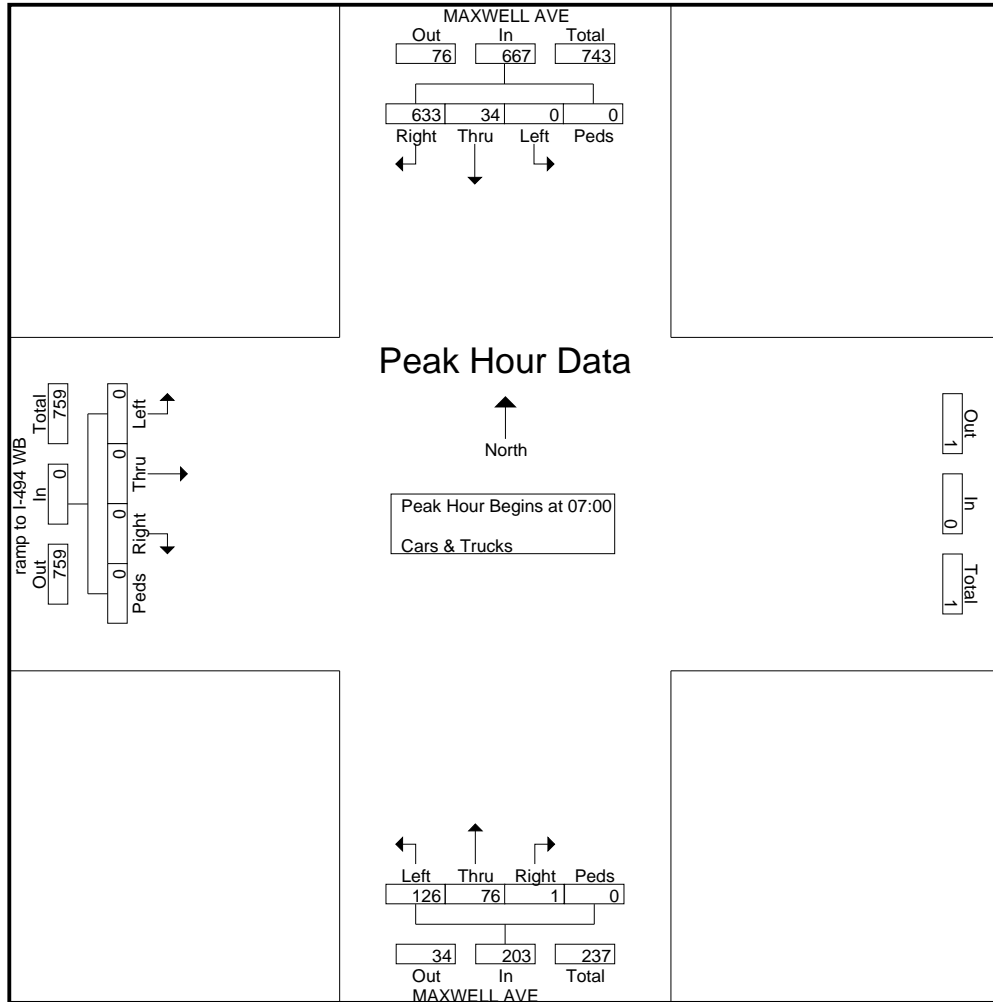 MAXWELL AVE
Out In Total
76 667 743
633 34 0 0
Right Thru Left Peds
Peak Hour Data
North
Peak Hour Begins at 07:00
Cars & Trucks
ramp to I-494 WB
Out In Total
759 0 759
0 0 0 0
Peds Right Thru Left
Out In Total
1 0 1
Left Thru Right Peds
126 76 1 0
34 203 237
Out In Total
MAXWELL AVE